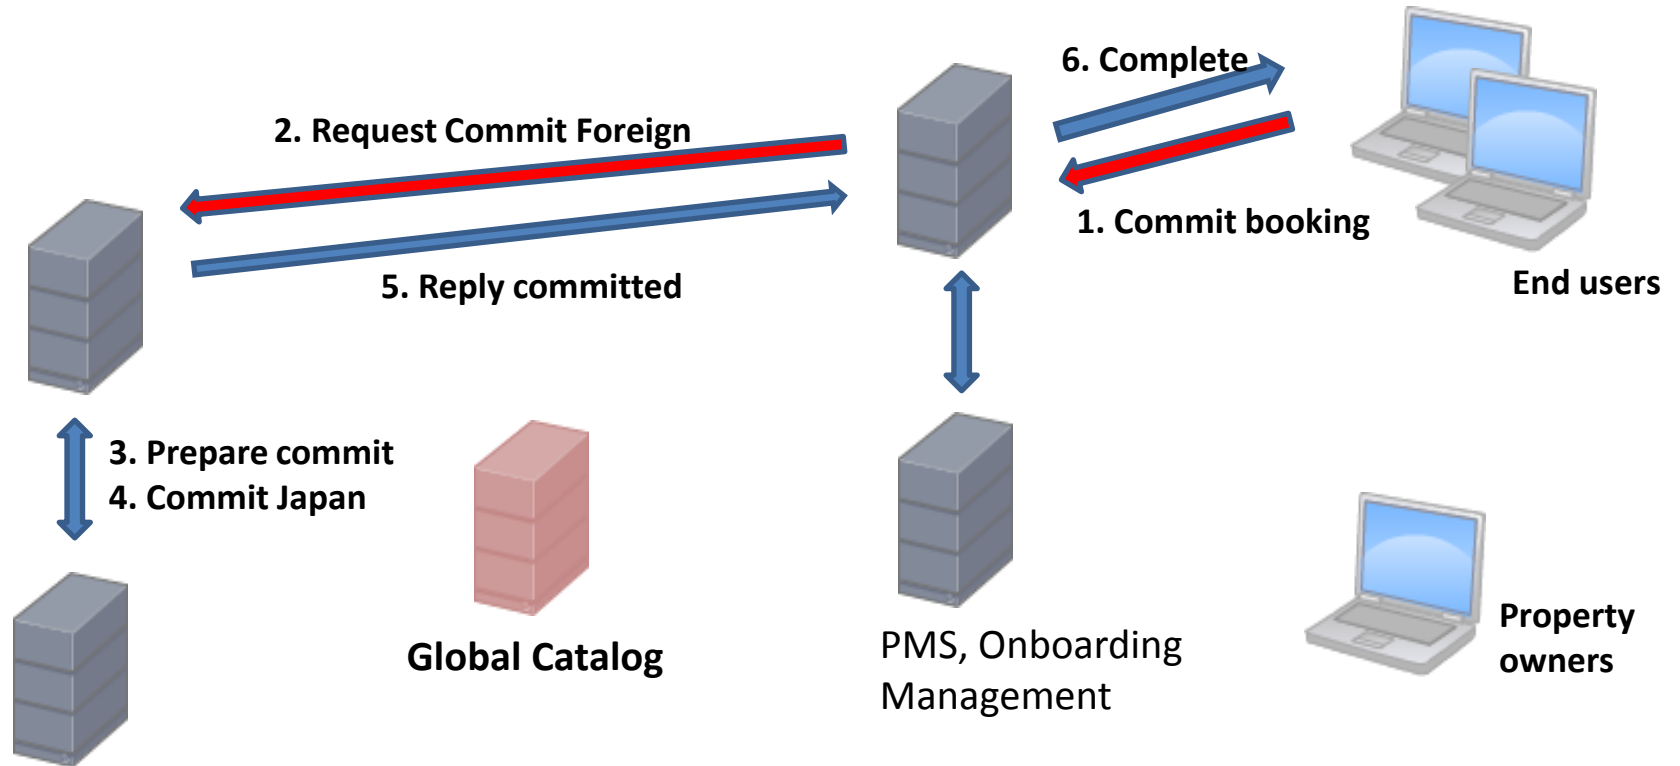 6. Complete
2. Request Commit Foreign
1. Commit booking
5. Reply committed
End users
3. Prepare commit
4. Commit Japan
Global Catalog
PMS, Onboarding
Management
Property
owners